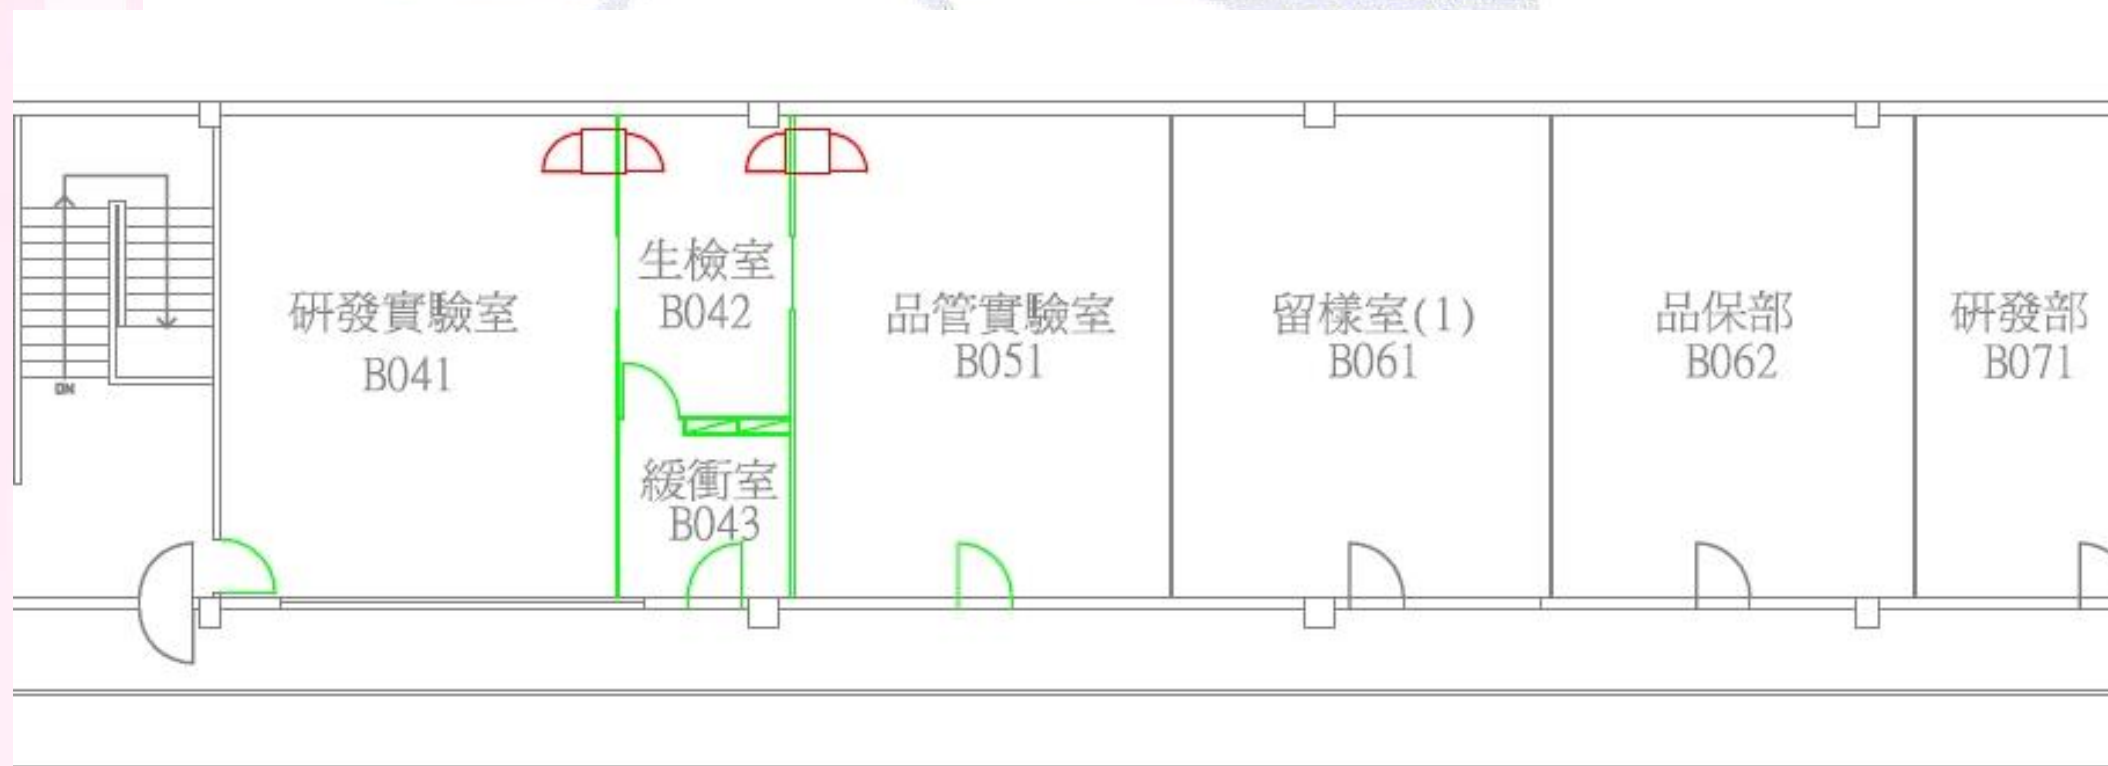 研發實驗室
B041
生檢室
B042
緩衝室
B043
品管實驗室
B051
留樣室(1)
B061
品保部
B062
研發部
B071
DN